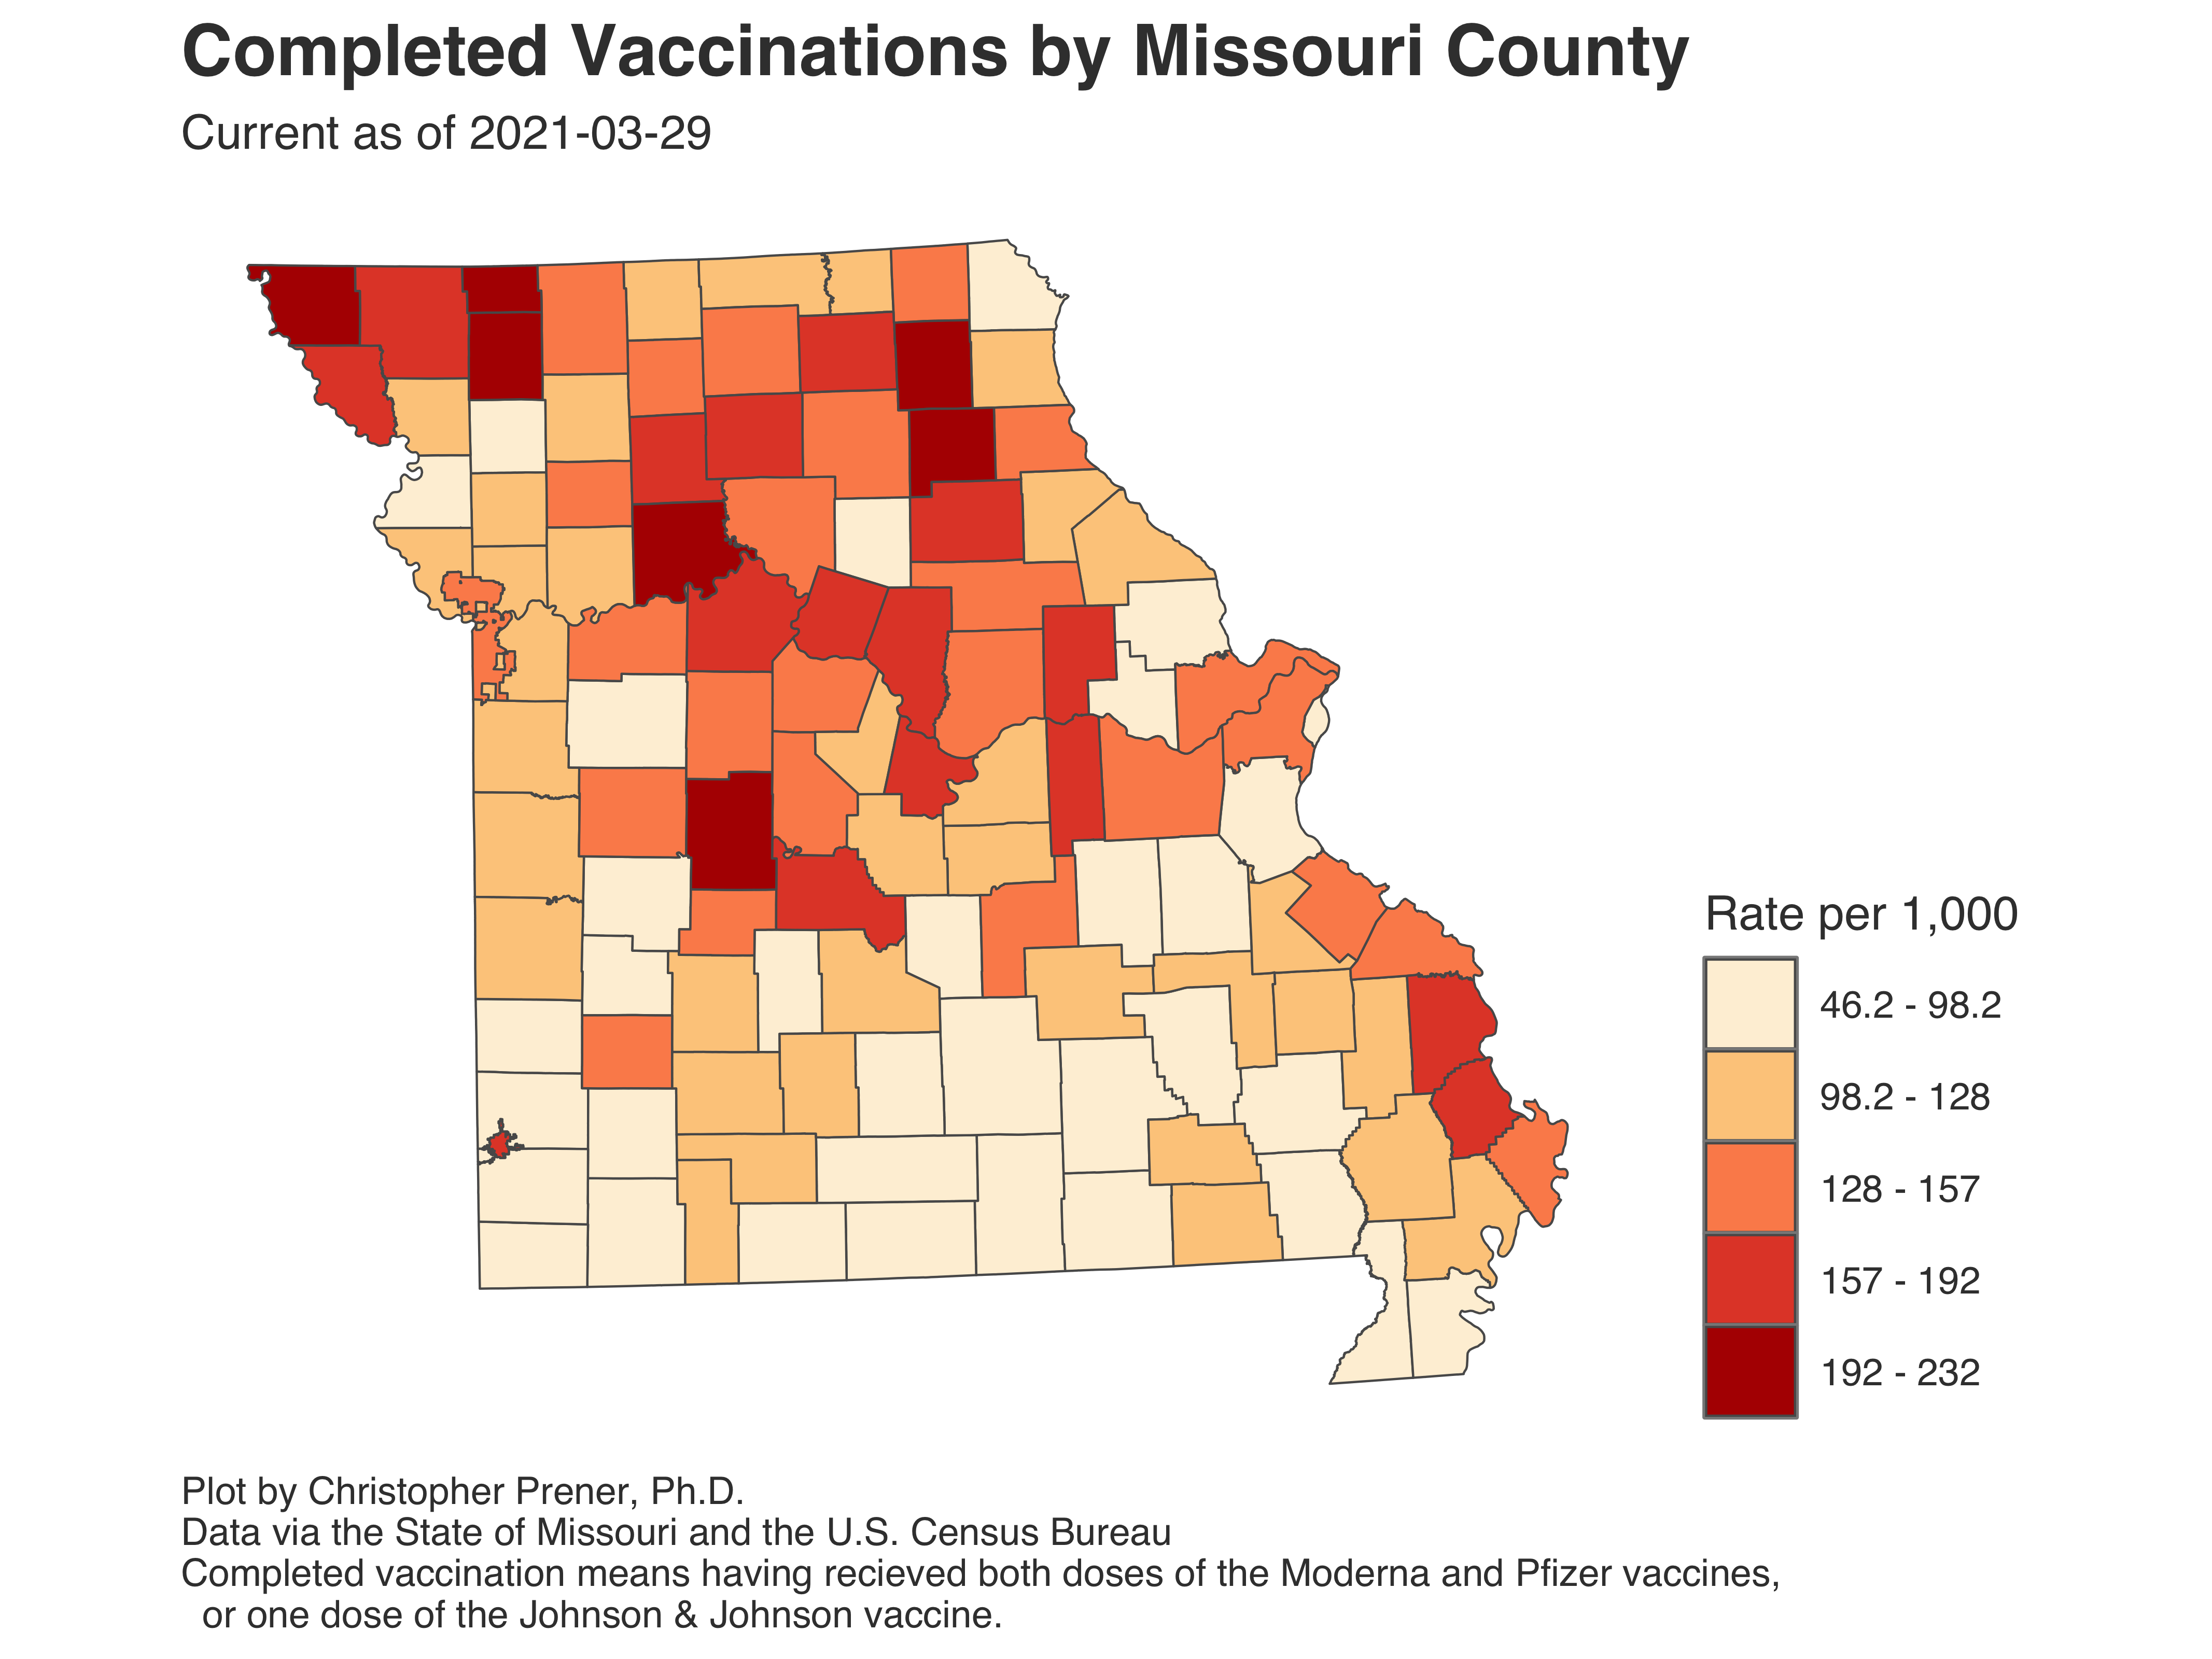 Completed Vaccinations by Missouri County
Current as of 2021-03-29
Rate per 1,000
46.2 - 98.2
98.2 - 128
128 - 157
157 - 192
192 - 232
Plot by Christopher Prener, Ph.D.
Data via the State of Missouri and the U.S. Census Bureau
Completed vaccination means having recieved both doses of the Moderna and Pfizer vaccines,
or one dose of the Johnson & Johnson vaccine.